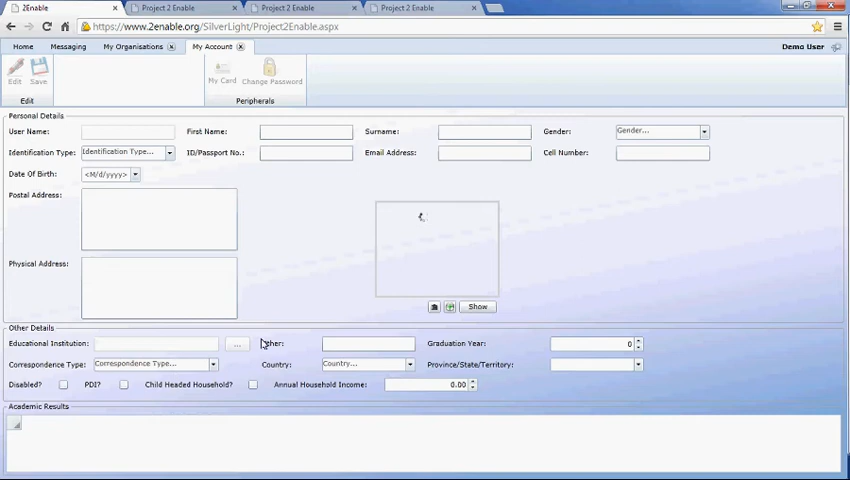 2Enable Project 2 Enable Project 2 Enable Project 2 Enable
https://www.2enable.org/SilverLight/Project2Enable.aspx
Home Messaging My Organisations My Account Demo User
Edit Save My Card Change Password
Edit Peripherals
Personal Details
User Name: First Name: Surname: Gender: Gender...
Identification Type: Identification Type... ID/Passport No.: Email Address: Cell Number:
Date Of Birth: <M/d/yyyy>
Postal Address:
Physical Address:
Show
Other Details
Educational Institution: ... Graduation Year: 0
Correspondence Type: Correspondence Type... Country: Country... Province/State/Territory:
Disabled? PDI? Child Headed Household? Annual Household Income: 0.00
Academic Results